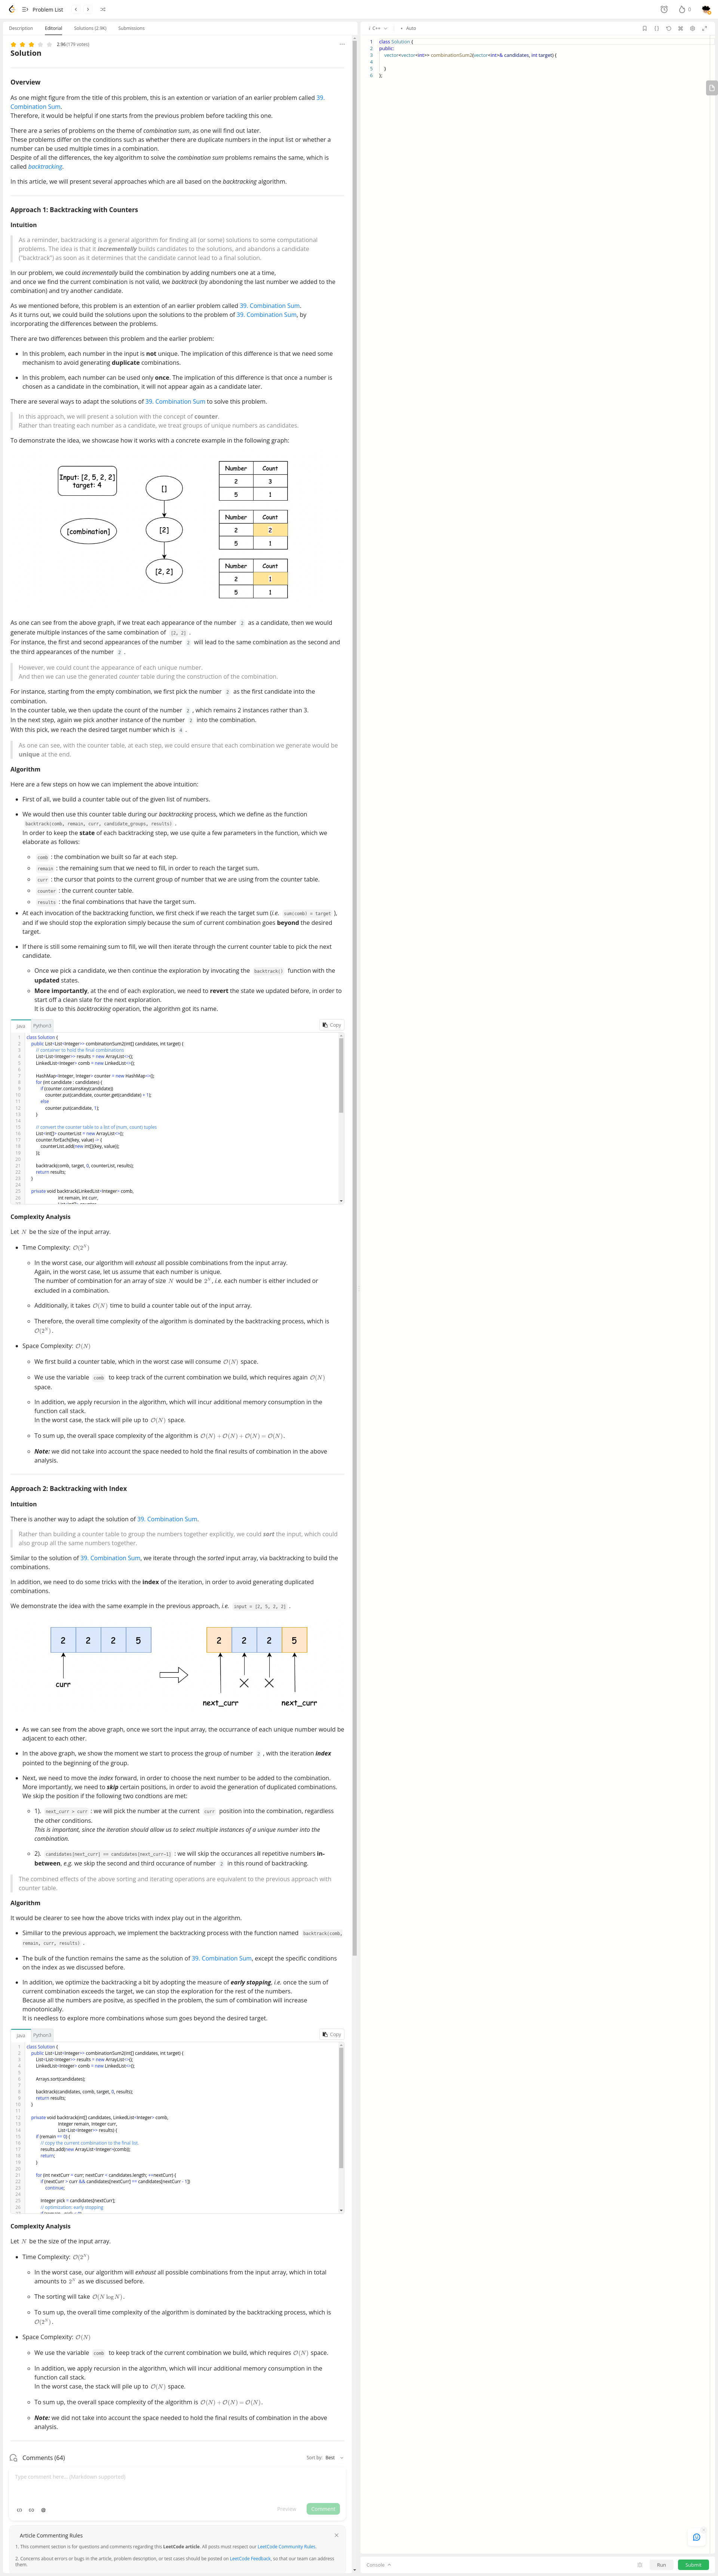 Problem List
0
Description
Editorial
Solutions (2.9K)
Submissions
2.96 (179 votes)
Solution
Overview
As one might figure from the title of this problem, this is an extention or variation of an earlier problem called 39.
Combination Sum.
Therefore, it would be helpful if one starts from the previous problem before tackling this one.
There are a series of problems on the theme of combination sum, as one will find out later.
These problems differ on the conditions such as whether there are duplicate numbers in the input list or whether a
number can be used multiple times in a combination.
Despite of all the differences, the key algorithm to solve the combination sum problems remains the same, which is
called backtracking.
In this article, we will present several approaches which are all based on the backtracking algorithm.
Approach 1: Backtracking with Counters
Intuition
As a reminder, backtracking is a general algorithm for finding all (or some) solutions to some computational
problems. The idea is that it incrementally builds candidates to the solutions, and abandons a candidate
("backtrack") as soon as it determines that the candidate cannot lead to a final solution.
In our problem, we could incrementally build the combination by adding numbers one at a time,
and once we find the current combination is not valid, we backtrack (by abondoning the last number we added to the
combination) and try another candidate.
As we mentioned before, this problem is an extention of an earlier problem called 39. Combination Sum.
As it turns out, we could build the solutions upon the solutions to the problem of 39. Combination Sum, by
incorporating the differences between the problems.
There are two differences between this problem and the earlier problem:
In this problem, each number in the input is not unique. The implication of this difference is that we need some
mechanism to avoid generating duplicate combinations.
In this problem, each number can be used only once. The implication of this difference is that once a number is
chosen as a candidate in the combination, it will not appear again as a candidate later.
There are several ways to adapt the solutions of 39. Combination Sum to solve this problem.
In this approach, we will present a solution with the concept of counter.
Rather than treating each number as a candidate, we treat groups of unique numbers as candidates.
To demonstrate the idea, we showcase how it works with a concrete example in the following graph:
Input: [2, 5, 2, 2]
target: 4
[combination]
[]
[2]
[2, 2]
Number Count
2 3
5 1
Number Count
2 2
5 1
Number Count
2 1
5 1
As one can see from the above graph, if we treat each appearance of the number 2 as a candidate, then we would
generate multiple instances of the same combination of [2, 2] .
For instance, the first and second appearances of the number 2 will lead to the same combination as the second and
the third appearances of the number 2 .
However, we could count the appearance of each unique number.
And then we can use the generated counter table during the construction of the combination.
For instance, starting from the empty combination, we first pick the number 2 as the first candidate into the
combination.
In the counter table, we then update the count of the number 2 , which remains 2 instances rather than 3.
In the next step, again we pick another instance of the number 2 into the combination.
With this pick, we reach the desired target number which is 4 .
As one can see, with the counter table, at each step, we could ensure that each combination we generate would be
unique at the end.
Algorithm
Here are a few steps on how we can implement the above intuition:
First of all, we build a counter table out of the given list of numbers.
We would then use this counter table during our backtracking process, which we define as the function
backtrack(comb, remain, curr, candidate_groups, results) .
In order to keep the state of each backtracking step, we use quite a few parameters in the function, which we
elaborate as follows:
comb : the combination we built so far at each step.
remain : the remaining sum that we need to fill, in order to reach the target sum.
curr : the cursor that points to the current group of number that we are using from the counter table.
counter : the current counter table.
results : the final combinations that have the target sum.
At each invocation of the backtracking function, we first check if we reach the target sum (i.e. sum(comb) = target ),
and if we should stop the exploration simply because the sum of current combination goes beyond the desired
target.
If there is still some remaining sum to fill, we will then iterate through the current counter table to pick the next
candidate.
Once we pick a candidate, we then continue the exploration by invocating the backtrack() function with the
updated states.
More importantly, at the end of each exploration, we need to revert the state we updated before, in order to
start off a clean slate for the next exploration.
It is due to this backtracking operation, the algorithm got its name.
Java
Python3
Copy
1 class Solution {
2 public List<List<Integer>> combinationSum2(int[] candidates, int target) {
3 // container to hold the final combinations
4 List<List<Integer>> results = new ArrayList<>();
5 LinkedList<Integer> comb = new LinkedList<>();
6
7 HashMap<Integer, Integer> counter = new HashMap<>();
8 for (int candidate : candidates) {
9 if (counter.containsKey(candidate))
10 counter.put(candidate, counter.get(candidate) + 1);
11 else
12 counter.put(candidate, 1);
13 }
14
15 // convert the counter table to a list of (num, count) tuples
16 List<int[]> counterList = new ArrayList<>();
17 counter.forEach((key, value) -> {
18 counterList.add(new int[]{key, value});
19 });
20
21 backtrack(comb, target, 0, counterList, results);
22 return results;
23 }
24
25 private void backtrack(LinkedList<Integer> comb,
26 int remain, int curr,
Complexity Analysis
Let N be the size of the input array.
Time Complexity: O(2^N)
In the worst case, our algorithm will exhaust all possible combinations from the input array.
Again, in the worst case, let us assume that each number is unique.
The number of combination for an array of size N would be 2^N, i.e. each number is either included or
excluded in a combination.
Additionally, it takes O(N) time to build a counter table out of the input array.
Therefore, the overall time complexity of the algorithm is dominated by the backtracking process, which is
O(2^N).
Space Complexity: O(N)
We first build a counter table, which in the worst case will consume O(N) space.
We use the variable comb to keep track of the current combination we build, which requires again O(N)
space.
In addition, we apply recursion in the algorithm, which will incur additional memory consumption in the
function call stack.
In the worst case, the stack will pile up to O(N) space.
To sum up, the overall space complexity of the algorithm is O(N) + O(N) + O(N) = O(N).
Note: we did not take into account the space needed to hold the final results of combination in the above
analysis.
Approach 2: Backtracking with Index
Intuition
There is another way to adapt the solution of 39. Combination Sum.
Rather than building a counter table to group the numbers together explicitly, we could sort the input, which could
also group all the same numbers together.
Similar to the solution of 39. Combination Sum, we iterate through the sorted input array, via backtracking to build the
combinations.
In addition, we need to do some tricks with the index of the iteration, in order to avoid generating duplicated
combinations.
We demonstrate the idea with the same example in the previous approach, i.e. input = [2, 5, 2, 2] .
2 2 2 5
curr
2 2 2 5
next_curr next_curr
As we can see from the above graph, once we sort the input array, the occurrance of each unique number would be
adjacent to each other.
In the above graph, we show the moment we start to process the group of number 2 , with the iteration index
pointed to the beginning of the group.
Next, we need to move the index forward, in order to choose the next number to be added to the combination.
More importantly, we need to skip certain positions, in order to avoid the generation of duplicated combinations.
We skip the position if the following two condtions are met:
1). next_curr > curr : we will pick the number at the current curr position into the combination, regardless
the other conditions.
This is important, since the iteration should allow us to select multiple instances of a unique number into the
combination.
2). candidates[next_curr] == candidates[next_curr-1] : we will skip the occurances all repetitive numbers in-
between, e.g. we skip the second and third occurance of number 2 in this round of backtracking.
The combined effects of the above sorting and iterating operations are equivalent to the previous approach with
counter table.
Algorithm
It would be clearer to see how the above tricks with index play out in the algorithm.
Similiar to the previous approach, we implement the backtracking process with the function named backtrack(comb,
remain, curr, results) .
The bulk of the function remains the same as the solution of 39. Combination Sum, except the specific conditions
on the index as we discussed before.
In addition, we optimize the backtracking a bit by adopting the measure of early stopping, i.e. once the sum of
current combination exceeds the target, we can stop the exploration for the rest of the numbers.
Because all the numbers are positve, as specified in the problem, the sum of combination will increase
monotonically.
It is needless to explore more combinations whose sum goes beyond the desired target.
Java
Python3
Copy
1 class Solution {
2 public List<List<Integer>> combinationSum2(int[] candidates, int target) {
3 List<List<Integer>> results = new ArrayList<>();
4 LinkedList<Integer> comb = new LinkedList<>();
5
6 Arrays.sort(candidates);
7
8 backtrack(candidates, comb, target, 0, results);
9 return results;
10 }
11
12 private void backtrack(int[] candidates, LinkedList<Integer> comb,
13 Integer remain, Integer curr,
14 List<List<Integer>> results) {
15 if (remain == 0) {
16 // copy the current combination to the final list.
17 results.add(new ArrayList<Integer>(comb));
18 return;
19 }
20
21 for (int nextCurr = curr; nextCurr < candidates.length; ++nextCurr) {
22 if (nextCurr > curr && candidates[nextCurr] == candidates[nextCurr - 1])
23 continue;
24
25 Integer pick = candidates[nextCurr];
26 // optimization: early stopping
Complexity Analysis
Let N be the size of the input array.
Time Complexity: O(2^N)
In the worst case, our algorithm will exhaust all possible combinations from the input array, which in total
amounts to 2^N as we discussed before.
The sorting will take O(N log N).
To sum up, the overall time complexity of the algorithm is dominated by the backtracking process, which is
O(2^N).
Space Complexity: O(N)
We use the variable comb to keep track of the current combination we build, which requires O(N) space.
In addition, we apply recursion in the algorithm, which will incur additional memory consumption in the
function call stack.
In the worst case, the stack will pile up to O(N) space.
To sum up, the overall space complexity of the algorithm is O(N) + O(N) = O(N).
Note: we did not take into account the space needed to hold the final results of combination in the above
analysis.
Comments (64)
Sort by: Best
Type comment here... (Markdown supported)
Preview
Comment
Article Commenting Rules
1. This comment section is for questions and comments regarding this LeetCode article. All posts must respect our LeetCode Community Rules.
2. Concerns about errors or bugs in the article, problem description, or test cases should be posted on LeetCode Feedback, so that our team can address
them.
C++
Auto
1 class Solution {
2 public:
3 vector<vector<int>> combinationSum2(vector<int>& candidates, int target) {
4
5 }
6 };
Console
Run
Submit